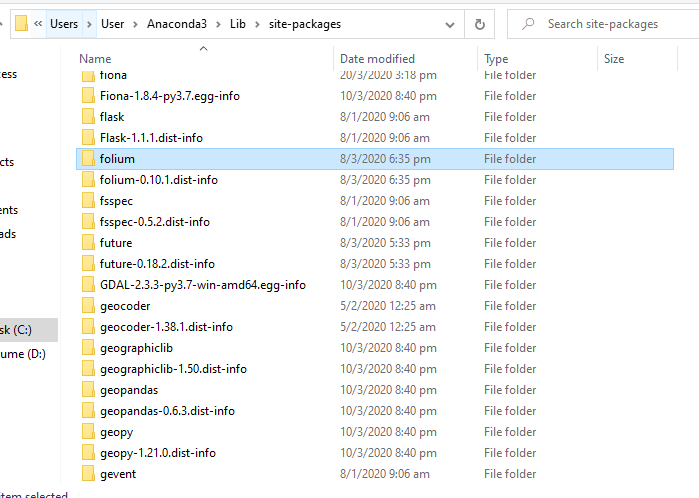 « Users > User > Anaconda3 > Lib > site-packages
Search site-packages
Name Date modified Type Size
fiona 20/3/2020 3:18 pm File folder
Fiona-1.8.4-py3.7.egg-info 10/3/2020 8:40 pm File folder
flask 8/1/2020 9:06 am File folder
Flask-1.1.1.dist-info 8/1/2020 9:06 am File folder
folium 8/3/2020 6:35 pm File folder
folium-0.10.1.dist-info 8/3/2020 6:35 pm File folder
fsspec 8/1/2020 9:06 am File folder
fsspec-0.5.2.dist-info 8/1/2020 9:06 am File folder
future 8/3/2020 5:33 pm File folder
future-0.18.2.dist-info 8/3/2020 5:33 pm File folder
GDAL-2.3.3-py3.7-win-amd64.egg-info 10/3/2020 8:40 pm File folder
geocoder 5/2/2020 12:25 am File folder
geocoder-1.38.1.dist-info 5/2/2020 12:25 am File folder
geographiclib 10/3/2020 8:40 pm File folder
geographiclib-1.50.dist-info 10/3/2020 8:40 pm File folder
geopandas 10/3/2020 8:40 pm File folder
geopandas-0.6.3.dist-info 10/3/2020 8:40 pm File folder
geopy 10/3/2020 8:40 pm File folder
geopy-1.21.0.dist-info 10/3/2020 8:40 pm File folder
gevent 8/1/2020 9:06 am File folder
cess
cts
ents
ads
sk (C:)
ume (D:)
item selected